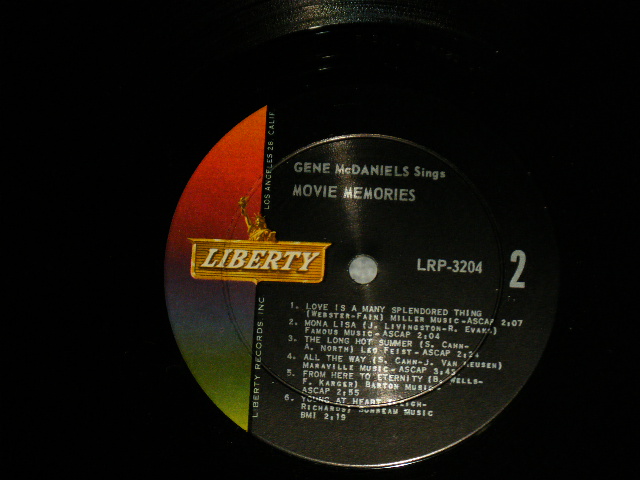 GENE McDANIELS Sings
MOVIE MEMORIES
LOS ANGELES 28 CALIF
LIBERTY
LRP-3204
2
LIBERTY RECORDS INC
1. LOVE IS A MANY SPLENDORED THING
(WEBSTER-FAIN) MILLER MUSIC-ASCAP 2:07
2. MONA LISA (J. LIVINGSTON-R. EVANS)
FAMOUS MUSIC-ASCAP 2:04
3. THE LONG HOT SUMMER (S. CAHN-
A. NORTH) LEO FEIST-ASCAP
4. ALL THE WAY (S. CAHN-J. VAN HEUSEN)
MARAVILLE MUSIC-ASCAP
5. FROM HERE TO ETERNITY (B. WELLS-
F. KARGER) BARTON MUSIC-
ASCAP 2:55
6. YOUNG AT HEART
RICHARDS) SUNBEAM MUSIC
BMI 2:19